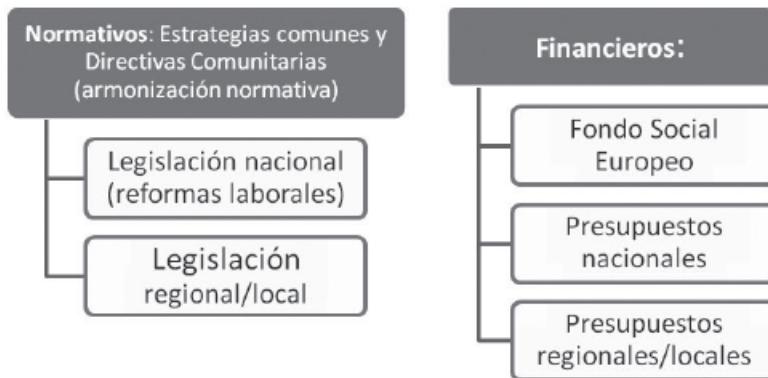 Normativos: Estrategias comunes y
Directivas Comunitarias
(armonización normativa)
Legislación nacional
(reformas laborales)
Legislación
regional/local
Financieros:
Fondo Social
Europeo
Presupuestos
nacionales
Presupuestos
regionales/locales